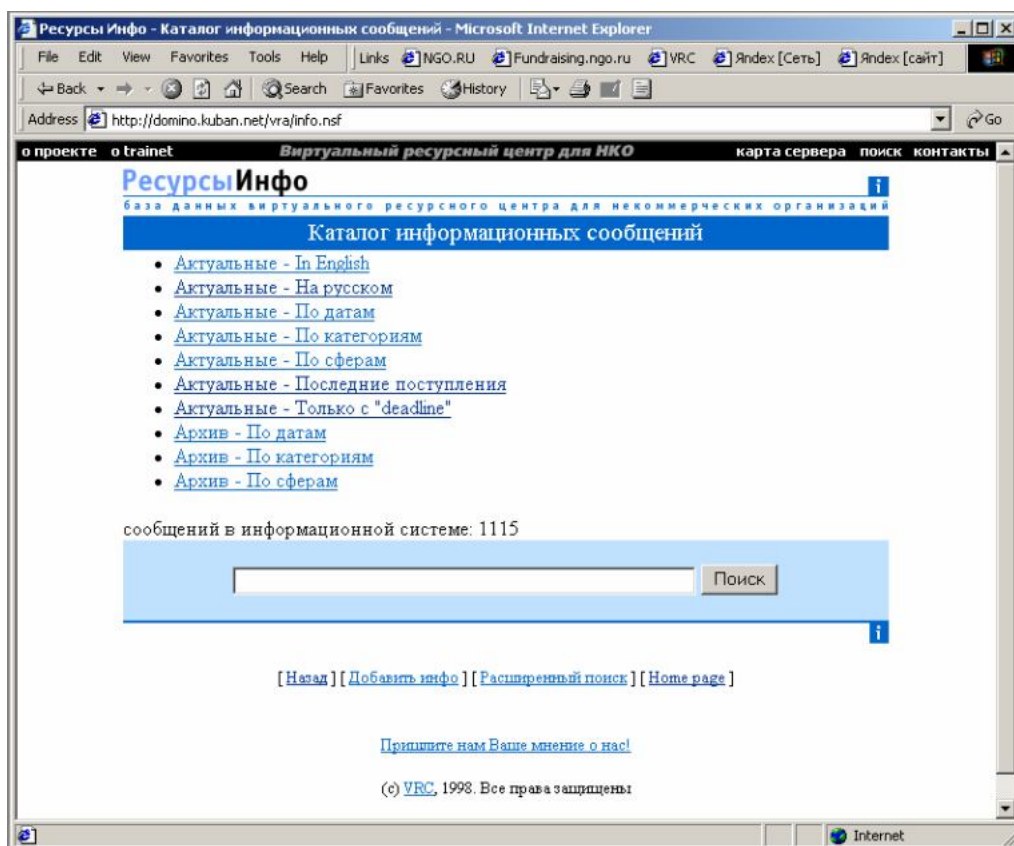 Ресурсы Инфо - Каталог информационных сообщений - Microsoft Internet Explorer
File Edit View Favorites Tools Help Links NGO.RU Fundraising.ngo.ru VRC Яndex [Сеть] Яndex [сайт]
Back Search Favorites History
Address http://domino.kuban.net/vra/info.nsf Go
о проекте о trainet Виртуальный ресурсный центр для НКО карта сервера поиск контакты
РесурсыИнфо i
база данных виртуального ресурсного центра для некоммерческих организаций
Каталог информационных сообщений
• Актуальные - In English
• Актуальные - На русском
• Актуальные - По датам
• Актуальные - По категориям
• Актуальные - По сферам
• Актуальные - Последние поступления
• Актуальные - Только с "deadline"
• Архив - По датам
• Архив - По категориям
• Архив - По сферам
сообщений в информационной системе: 1115
Поиск
i
[ Назад ] [ Добавить инфо ] [ Расширенный поиск ] [ Home page ]
Пришлите нам Ваше мнение о нас!
(c) VRC, 1998. Все права защищены
Internet